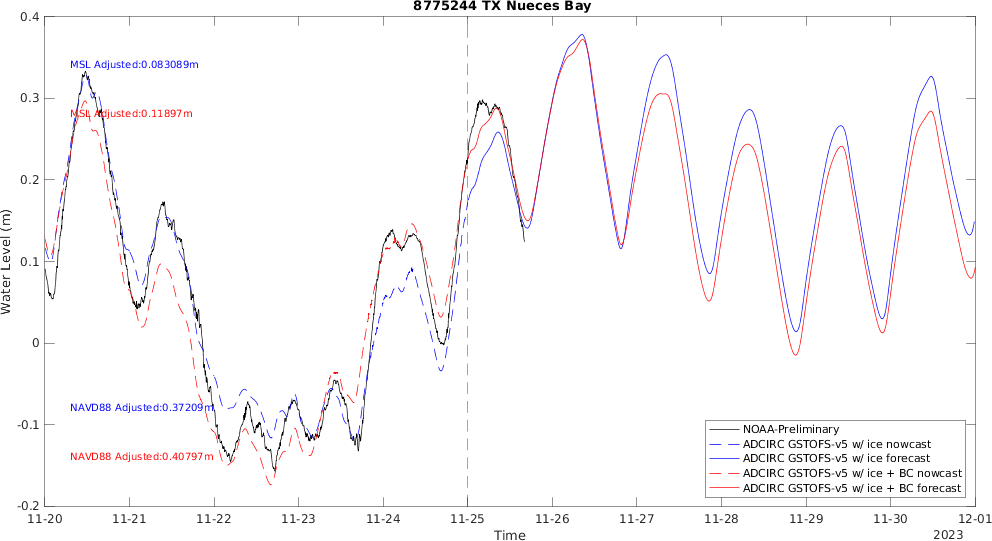 8775244 TX Nueces Bay
0.4
0.3
0.2
0.1
0
-0.1
-0.2
Water Level (m)
MSL Adjusted:0.083089m
MSL Adjusted:0.11897m
NAVD88 Adjusted:0.37209m
NAVD88 Adjusted:0.40797m
NOAA-Preliminary
ADCIRC GSTOFS-v5 w/ ice nowcast
ADCIRC GSTOFS-v5 w/ ice forecast
ADCIRC GSTOFS-v5 w/ ice + BC nowcast
ADCIRC GSTOFS-v5 w/ ice + BC forecast
11-20 11-21 11-22 11-23 11-24 11-25 11-26 11-27 11-28 11-29 11-30 12-01
Time
2023